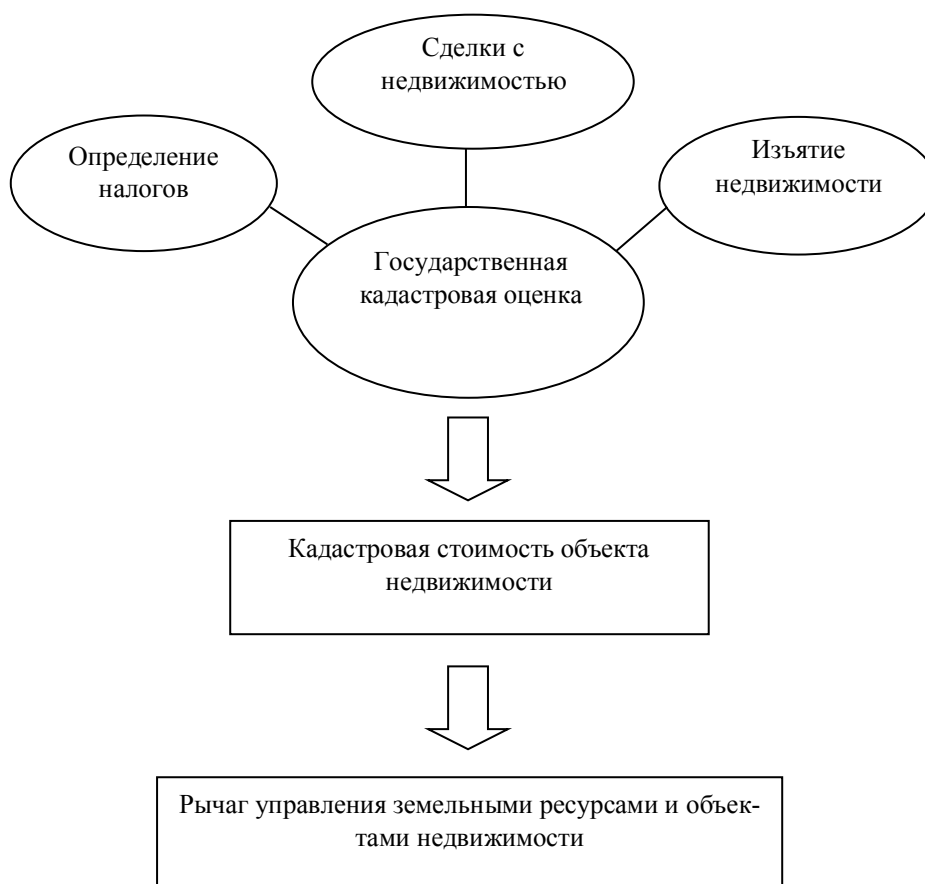 Сделки с
недвижимостью
Определение
налогов
Изъятие
недвижимости
Государственная
кадастровая оценка
Кадастровая стоимость объекта
недвижимости
Рычаг управления земельными ресурсами и объек-
тами недвижимости